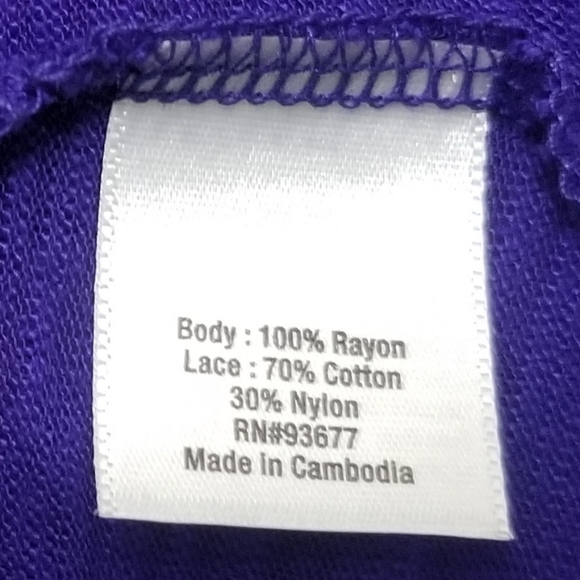 Body : 100% Rayon
Lace : 70% Cotton
30% Nylon
RN#93677
Made in Cambodia